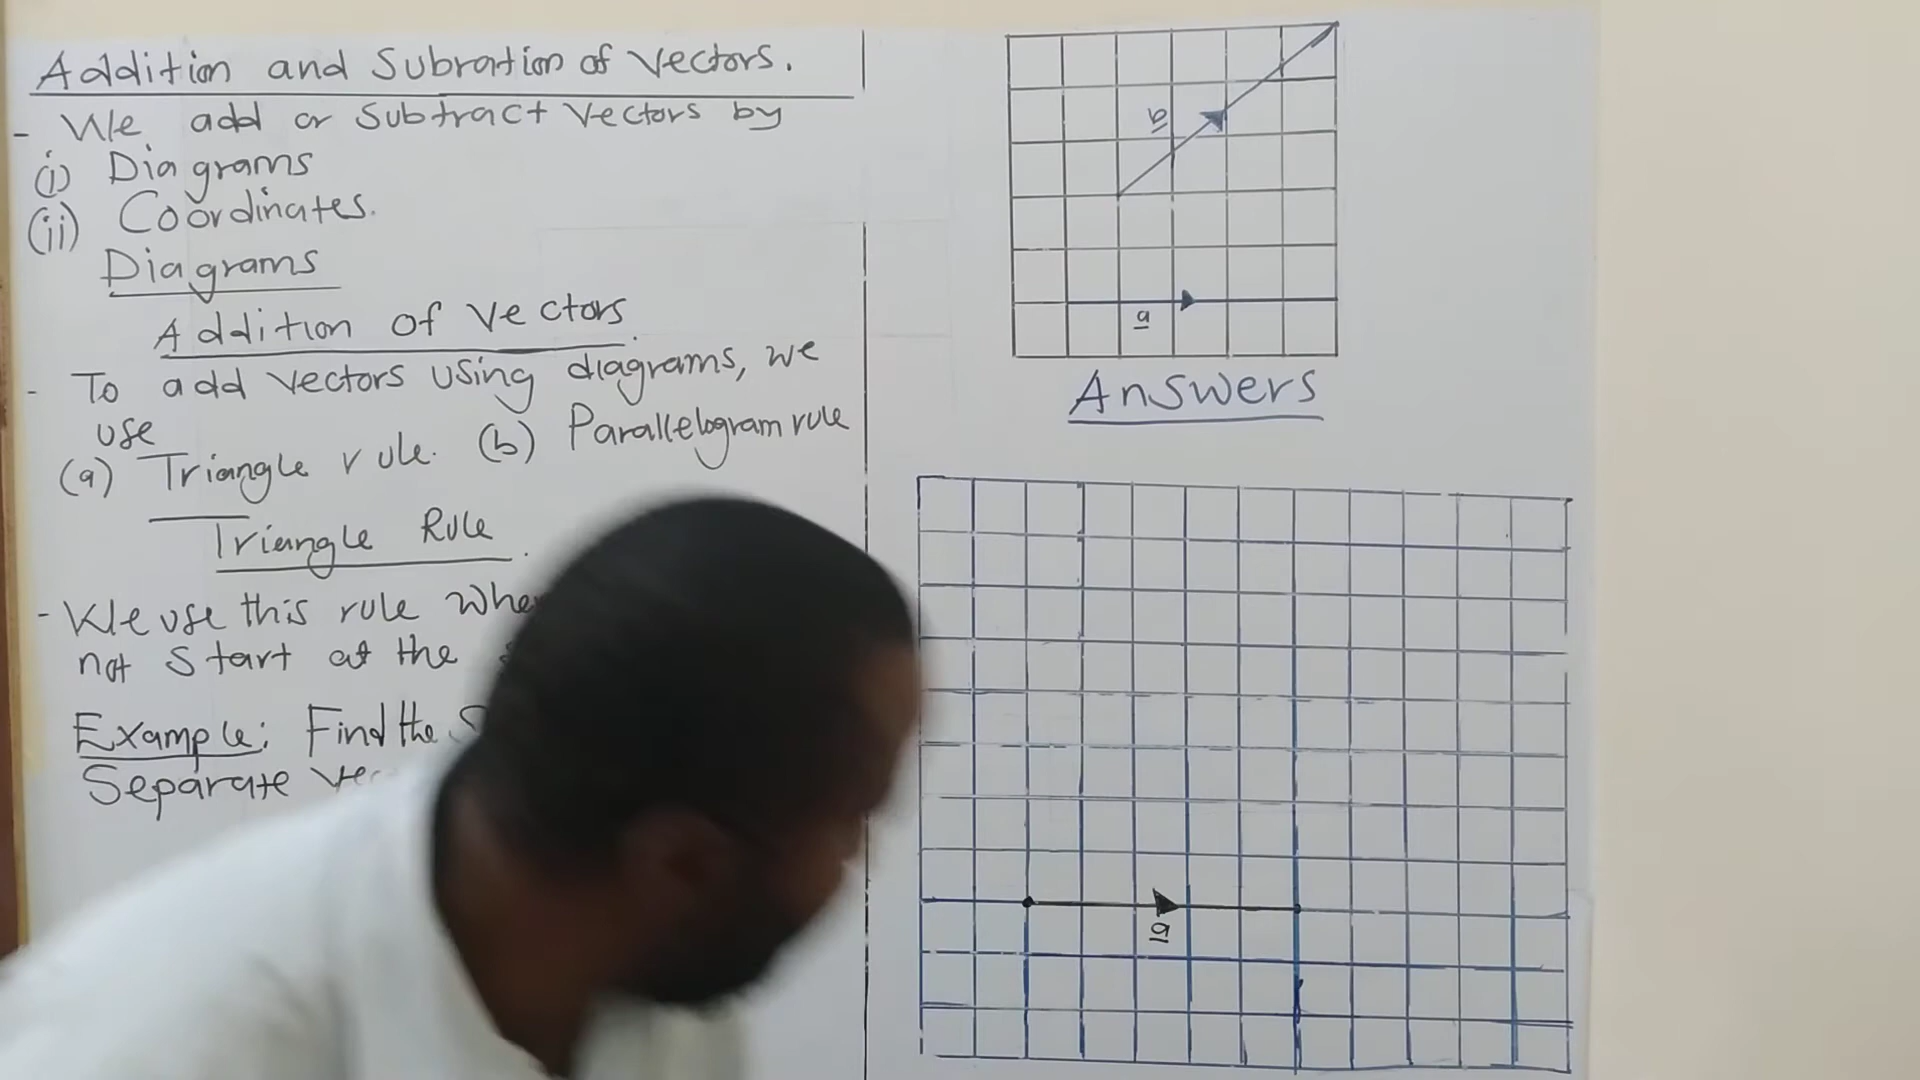 Addition and Subration of Vectors.
- We add or subtract Vectors by
(i) Diagrams
(ii) Coordinates.
Diagrams
Addition of Vectors.
- To add vectors using diagrams, we
use
(a) Triangle rule. (b) Parallelogram rule
Triangle Rule.
- We use this rule
not start at the
Example: Find the
Separate
b
a
Answers
a